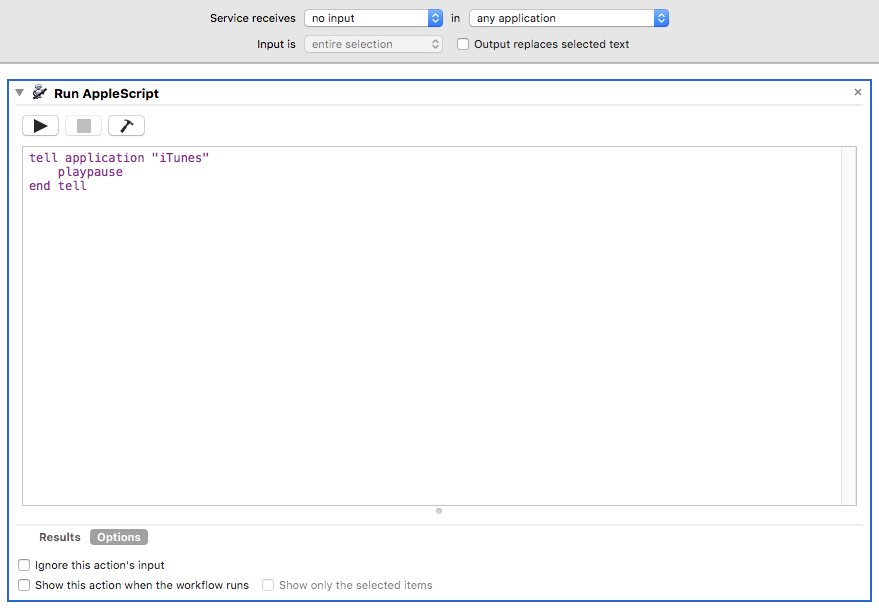 Service receives no input in any application
Input is entire selection Output replaces selected text
Run AppleScript
tell application "iTunes"
    playpause
end tell
Results Options
Ignore this action's input
Show this action when the workflow runs Show only the selected items